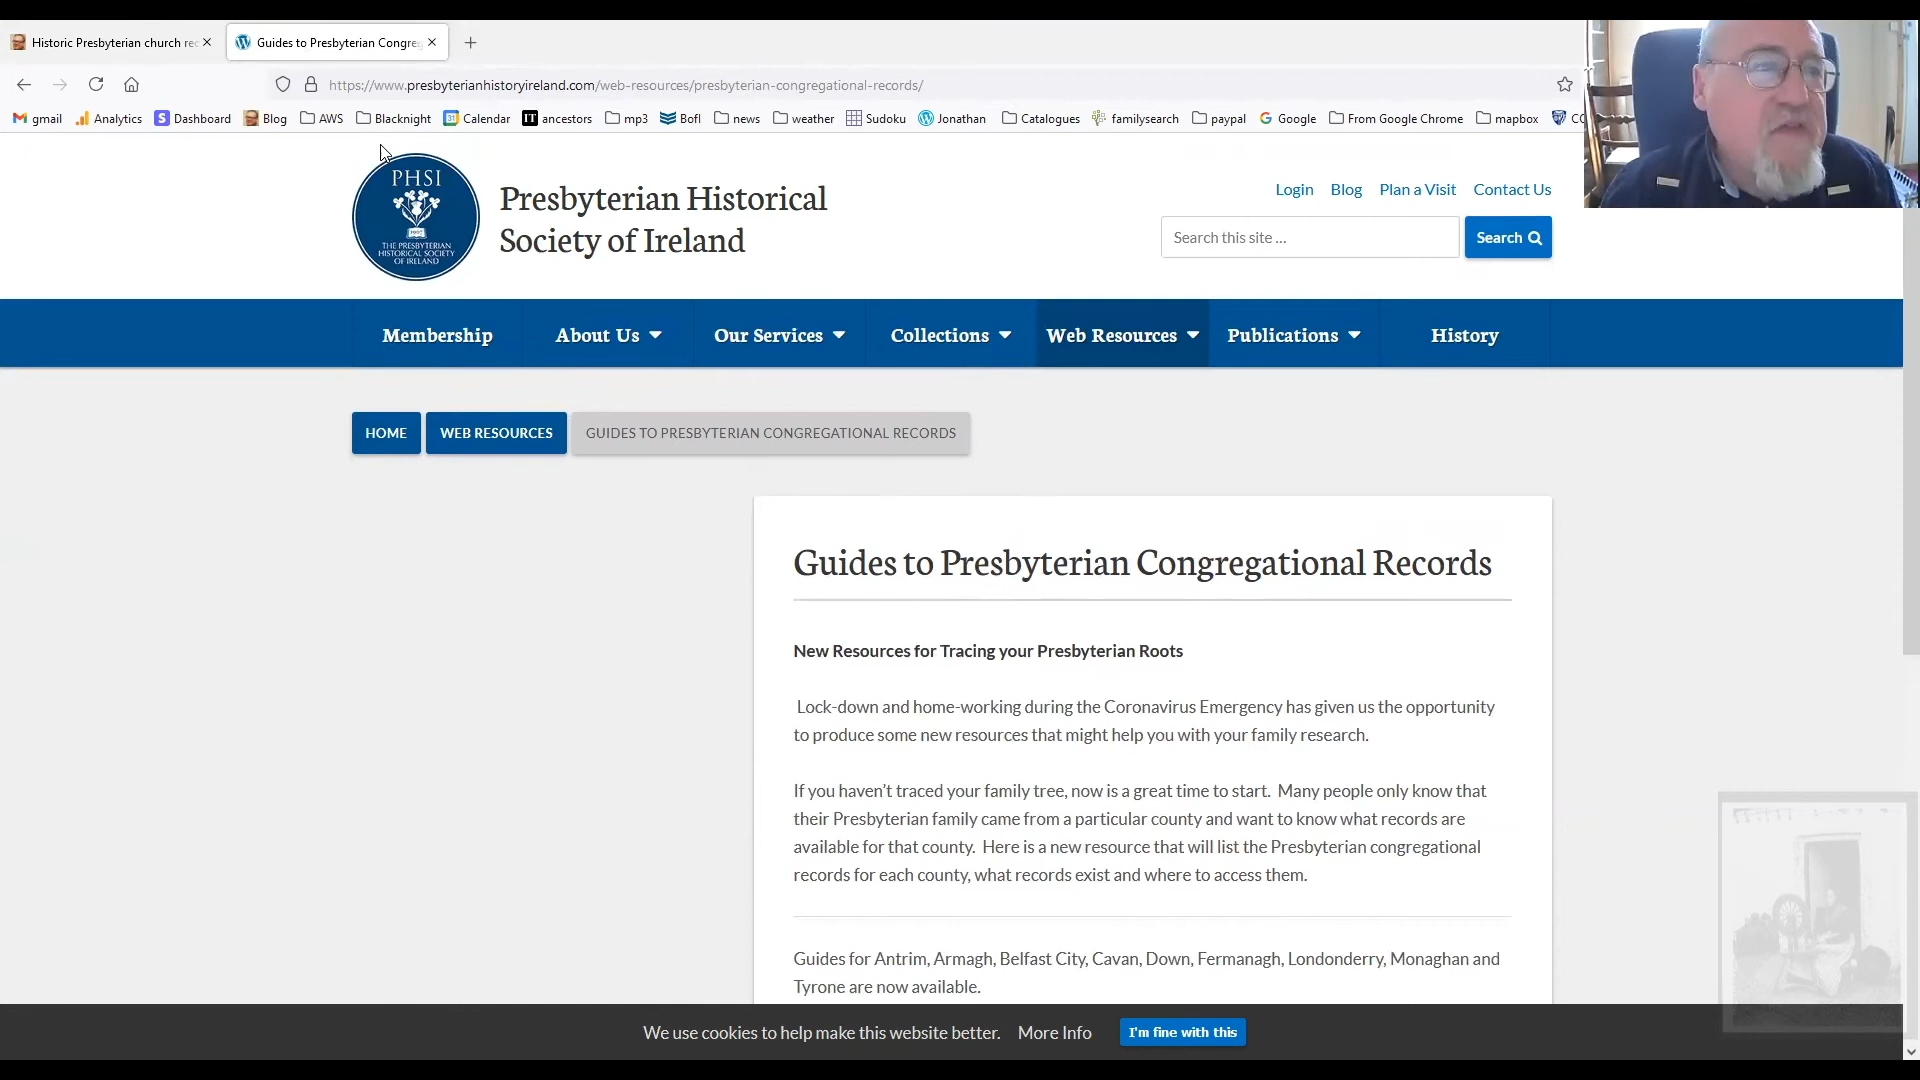 Historic Presbyterian church rec
Guides to Presbyterian Congreg
https://www.presbyterianhistoryireland.com/web-resources/presbyterian-congregational-records/
gmail Analytics Dashboard Blog AWS Blacknight Calendar ancestors mp3 BofI news weather Sudoku Jonathan Catalogues familysearch paypal Google From Google Chrome mapbox CC
PHSI
1907
THE PRESBYTERIAN
HISTORICAL SOCIETY
OF IRELAND
Presbyterian Historical
Society of Ireland
Login Blog Plan a Visit Contact Us
Search this site ...
Search
Membership About Us Our Services Collections Web Resources Publications History
HOME WEB RESOURCES GUIDES TO PRESBYTERIAN CONGREGATIONAL RECORDS
Guides to Presbyterian Congregational Records
New Resources for Tracing your Presbyterian Roots
Lock-down and home-working during the Coronavirus Emergency has given us the opportunity
to produce some new resources that might help you with your family research.
If you haven't traced your family tree, now is a great time to start. Many people only know that
their Presbyterian family came from a particular county and want to know what records are
available for that county. Here is a new resource that will list the Presbyterian congregational
records for each county, what records exist and where to access them.
Guides for Antrim, Armagh, Belfast City, Cavan, Down, Fermanagh, Londonderry, Monaghan and
Tyrone are now available.
We use cookies to help make this website better. More Info I'm fine with this